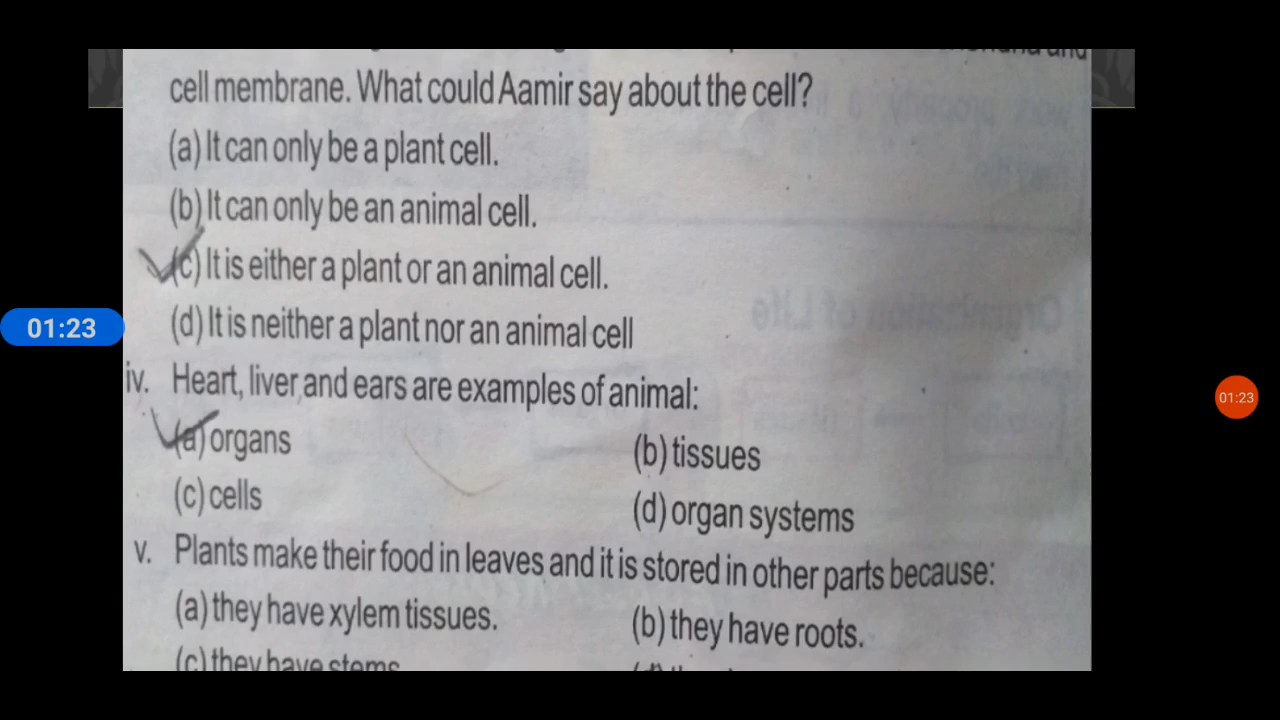 and
cell membrane. What could Aamir say about the cell?
(a) It can only be a plant cell.
(b) It can only be an animal cell.
(c) It is either a plant or an animal cell.
(d) It is neither a plant nor an animal cell
01:23
01:23
iv. Heart, liver and ears are examples of animal:
(a) organs (b) tissues
(c) cells (d) organ systems
v. Plants make their food in leaves and it is stored in other parts because:
(a) they have xylem tissues. (b) they have roots.
(c) they have stems